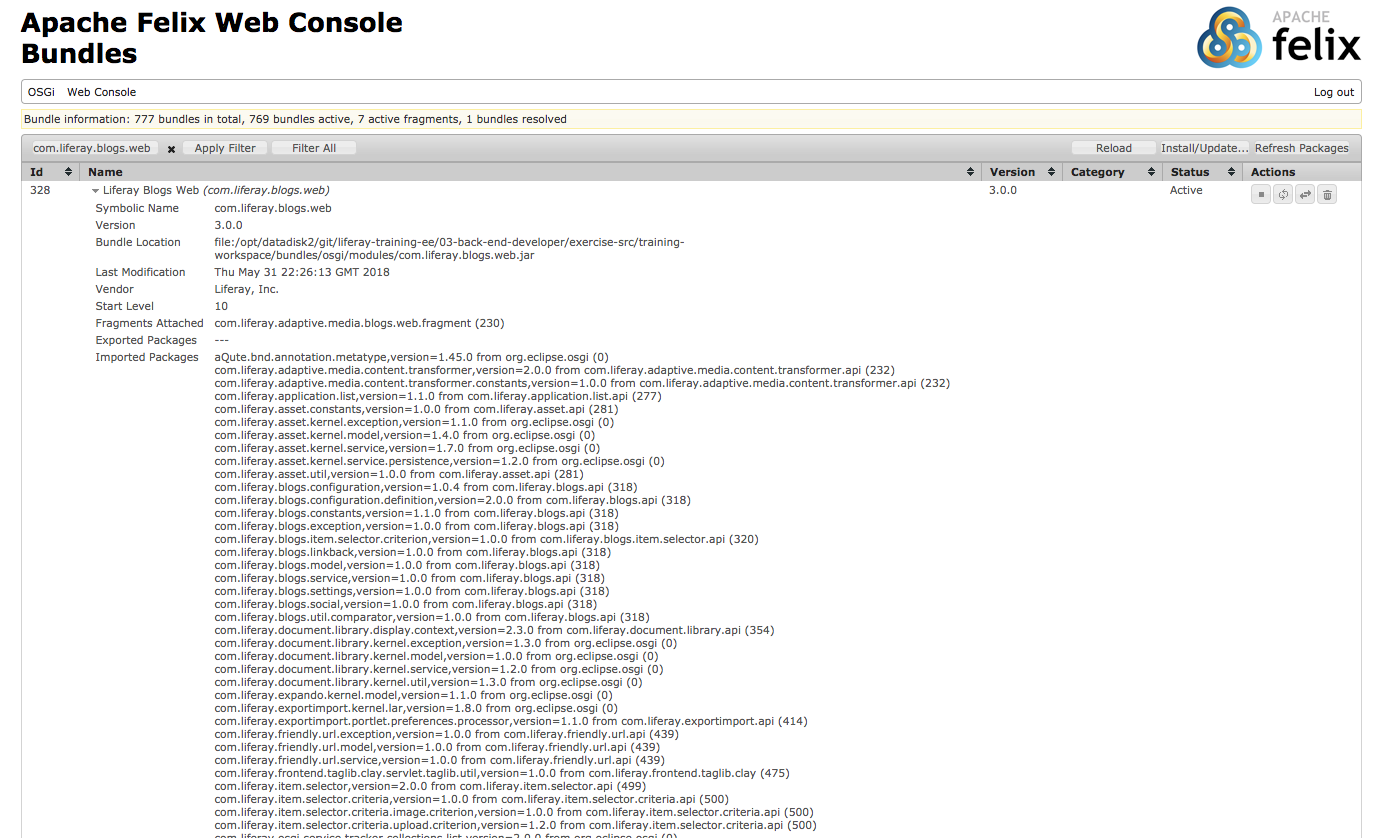 Apache Felix Web Console
Bundles
APACHE
felix
OSGi Web Console Log out
Bundle information: 777 bundles in total, 769 bundles active, 7 active fragments, 1 bundles resolved
com.liferay.blogs.web Apply Filter Filter All Reload Install/Update... Refresh Packages
Id Name Version Category Status Actions
328 Liferay Blogs Web (com.liferay.blogs.web) 3.0.0 Active
Symbolic Name com.liferay.blogs.web
Version 3.0.0
Bundle Location file:/opt/datadisk2/git/liferay-training-ee/03-back-end-developer/exercise-src/training-
workspace/bundles/osgi/modules/com.liferay.blogs.web.jar
Last Modification Thu May 31 22:26:13 GMT 2018
Vendor Liferay, Inc.
Start Level 10
Fragments Attached com.liferay.adaptive.media.blogs.web.fragment (230)
Exported Packages ---
Imported Packages aQute.bnd.annotation.metatype,version=1.45.0 from org.eclipse.osgi (0)
com.liferay.adaptive.media.content.transformer,version=2.0.0 from com.liferay.adaptive.media.content.transformer.api (232)
com.liferay.adaptive.media.content.transformer.constants,version=1.0.0 from com.liferay.adaptive.media.content.transformer.api (232)
com.liferay.application.list,version=1.1.0 from com.liferay.application.list.api (277)
com.liferay.asset.constants,version=1.0.0 from com.liferay.asset.api (281)
com.liferay.asset.kernel.exception,version=1.1.0 from org.eclipse.osgi (0)
com.liferay.asset.kernel.model,version=1.4.0 from org.eclipse.osgi (0)
com.liferay.asset.kernel.service,version=1.7.0 from org.eclipse.osgi (0)
com.liferay.asset.kernel.service.persistence,version=1.2.0 from org.eclipse.osgi (0)
com.liferay.asset.util,version=1.0.0 from com.liferay.asset.api (281)
com.liferay.blogs.configuration,version=1.0.4 from com.liferay.blogs.api (318)
com.liferay.blogs.configuration.definition,version=2.0.0 from com.liferay.blogs.api (318)
com.liferay.blogs.constants,version=1.1.0 from com.liferay.blogs.api (318)
com.liferay.blogs.exception,version=1.0.0 from com.liferay.blogs.api (318)
com.liferay.blogs.item.selector.criterion,version=1.0.0 from com.liferay.blogs.item.selector.api (320)
com.liferay.blogs.linkback,version=1.0.0 from com.liferay.blogs.api (318)
com.liferay.blogs.model,version=1.0.0 from com.liferay.blogs.api (318)
com.liferay.blogs.service,version=1.0.0 from com.liferay.blogs.api (318)
com.liferay.blogs.settings,version=1.0.0 from com.liferay.blogs.api (318)
com.liferay.blogs.social,version=1.0.0 from com.liferay.blogs.api (318)
com.liferay.blogs.util.comparator,version=1.0.0 from com.liferay.blogs.api (318)
com.liferay.document.library.display.context,version=2.3.0 from com.liferay.document.library.api (354)
com.liferay.document.library.kernel.exception,version=1.3.0 from org.eclipse.osgi (0)
com.liferay.document.library.kernel.model,version=1.0.0 from org.eclipse.osgi (0)
com.liferay.document.library.kernel.service,version=1.2.0 from org.eclipse.osgi (0)
com.liferay.document.library.kernel.util,version=1.3.0 from org.eclipse.osgi (0)
com.liferay.expando.kernel.model,version=1.1.0 from org.eclipse.osgi (0)
com.liferay.exportimport.kernel.lar,version=1.8.0 from org.eclipse.osgi (0)
com.liferay.exportimport.portlet.preferences.processor,version=1.1.0 from com.liferay.exportimport.api (414)
com.liferay.friendly.url.exception,version=1.0.0 from com.liferay.friendly.url.api (439)
com.liferay.friendly.url.model,version=1.0.0 from com.liferay.friendly.url.api (439)
com.liferay.friendly.url.service,version=1.0.0 from com.liferay.friendly.url.api (439)
com.liferay.frontend.taglib.clay.servlet.taglib.util,version=1.0.0 from com.liferay.frontend.taglib.clay (475)
com.liferay.item.selector,version=2.0.0 from com.liferay.item.selector.api (499)
com.liferay.item.selector.criteria,version=1.0.0 from com.liferay.item.selector.criteria.api (500)
com.liferay.item.selector.criteria.image.criterion,version=1.0.0 from com.liferay.item.selector.criteria.api (500)
com.liferay.item.selector.criteria.upload.criterion,version=1.2.0 from com.liferay.item.selector.criteria.api (500)